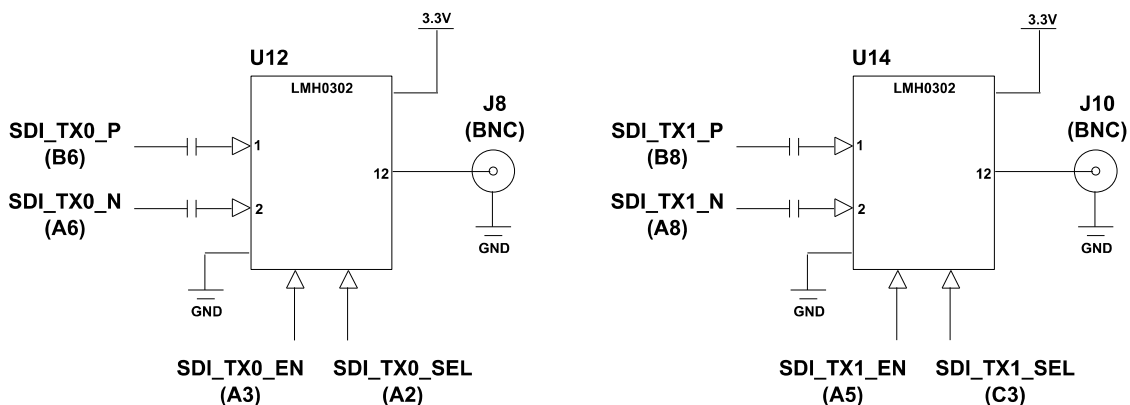 3.3V
U12
LMH0302
J8
(BNC)
SDI_TX0_P
(B6)
1
12
SDI_TX0_N
(A6)
2
GND
GND
SDI_TX0_EN
(A3)
SDI_TX0_SEL
(A2)
3.3V
U14
LMH0302
J10
(BNC)
SDI_TX1_P
(B8)
1
12
SDI_TX1_N
(A8)
2
GND
GND
SDI_TX1_EN
(A5)
SDI_TX1_SEL
(C3)